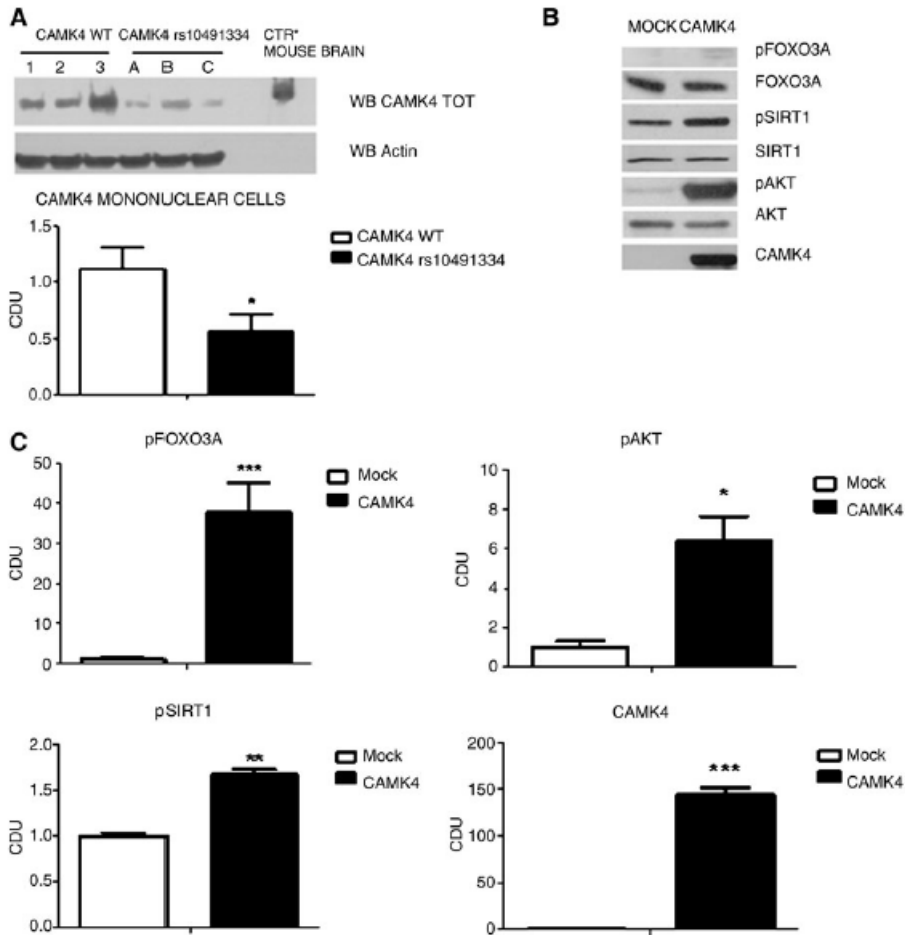 A
CAMK4 WT CAMK4 rs10491334 CTR*
MOUSE BRAIN
1 2 3 A B C
WB CAMK4 TOT
WB Actin
CAMK4 MONONUCLEAR CELLS
CDU
1.5
1.0
0.5
0.0
*
CAMK4 WT
CAMK4 rs10491334
B
MOCK CAMK4
pFOXO3A
FOXO3A
pSIRT1
SIRT1
pAKT
AKT
CAMK4
C
pFOXO3A
CDU
50
40
30
20
10
0
***
Mock
CAMK4
pAKT
CDU
10
8
6
4
2
0
*
Mock
CAMK4
pSIRT1
CDU
2.0
1.5
1.0
0.5
0.0
**
Mock
CAMK4
CAMK4
CDU
200
150
100
50
0
***
Mock
CAMK4